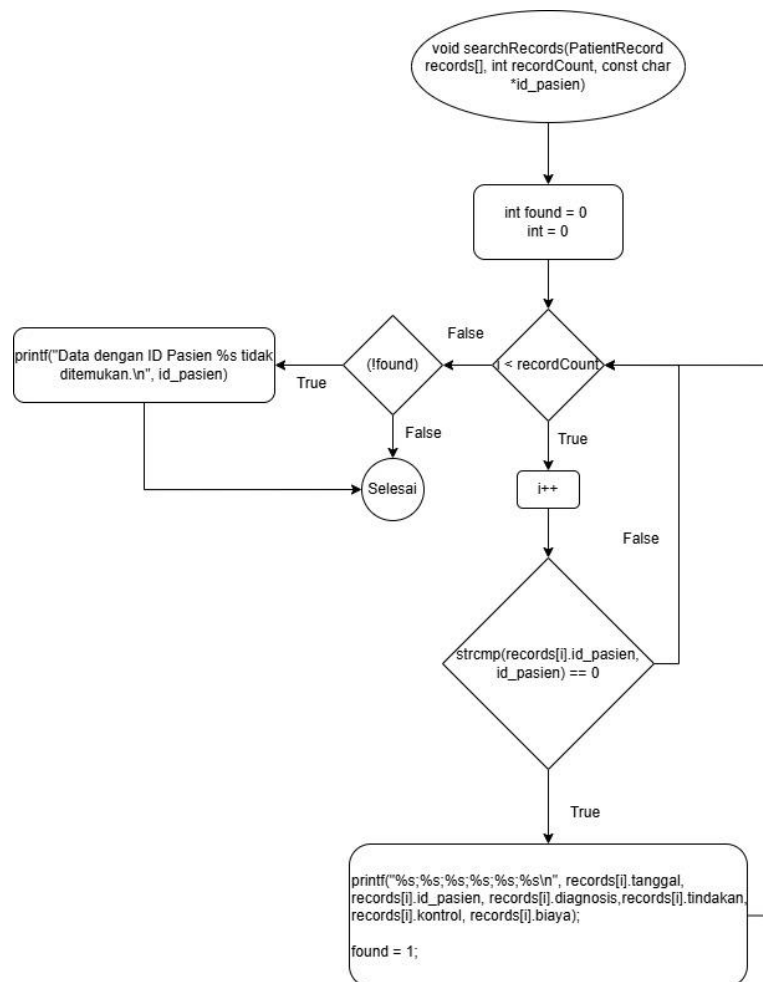 void searchRecords(PatientRecord
records[], int recordCount, const char
*id_pasien)
int found = 0
int = 0
False
i < recordCount
(!found)
printf("Data dengan ID Pasien %s tidak
ditemukan.\n", id_pasien)
True
False
True
Selesai
i++
False
strcmp(records[i].id_pasien,
id_pasien) == 0
True
printf("%s;%s;%s;%s;%s;%s\n", records[i].tanggal,
records[i].id_pasien, records[i].diagnosis,records[i].tindakan,
records[i].kontrol, records[i].biaya);
found = 1;